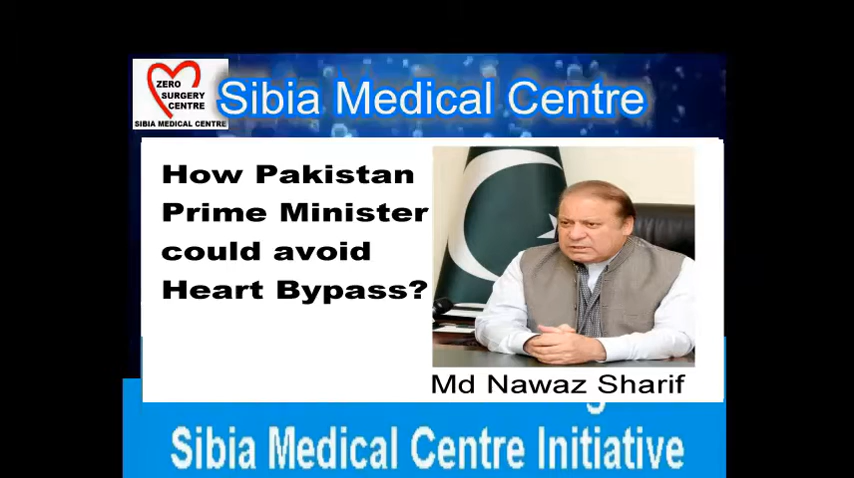 ZERO
SURGERY
CENTRE
SIBIA MEDICAL CENTRE
Sibia Medical Centre
How Pakistan
Prime Minister
could avoid
Heart Bypass?
Md Nawaz Sharif
Sibia Medical Centre Initiative